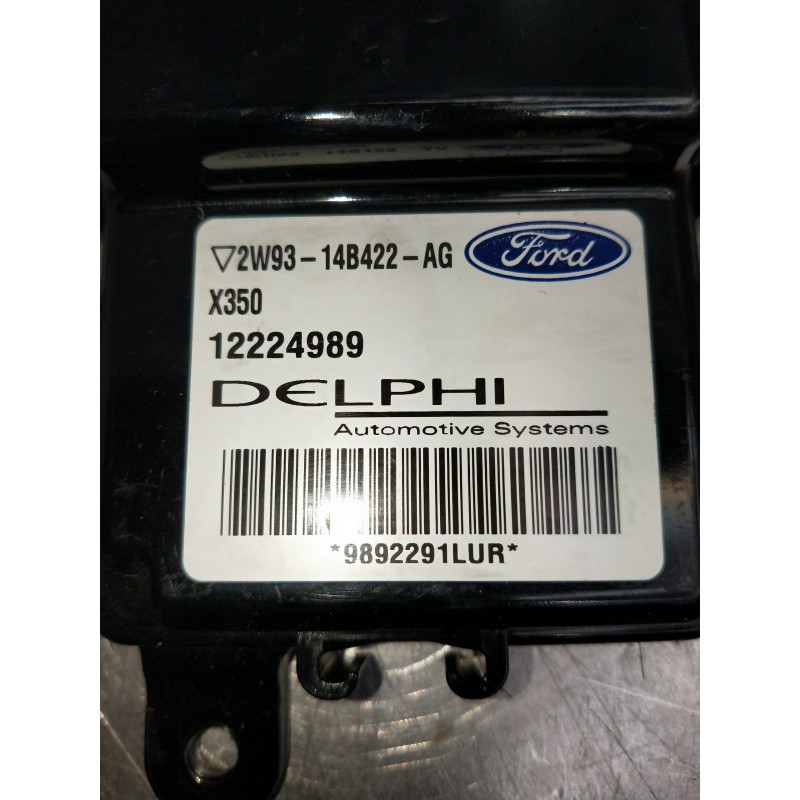 ▽2W93-14B422-AG
Ford
X350
12224989
DELPHI
Automotive Systems
*9892291LUR*